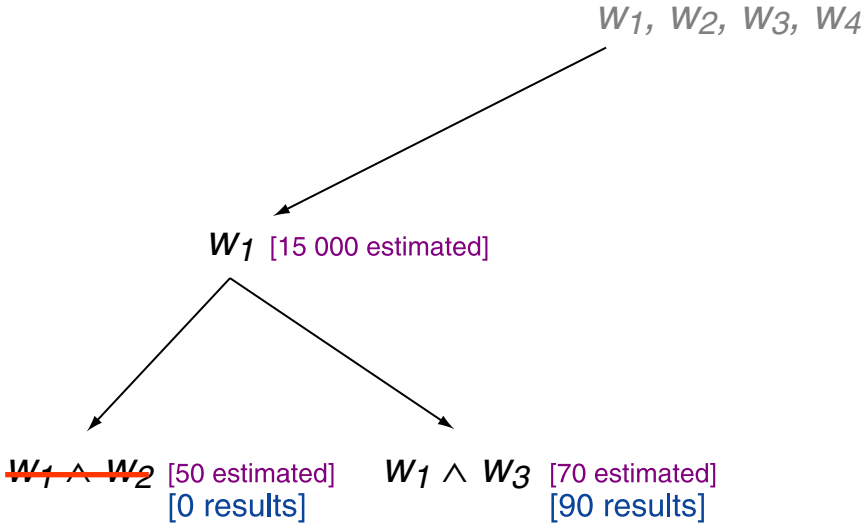 w1, w2, w3, w4
w1 [15 000 estimated]
w1 ∧ w2 [50 estimated]
[0 results]
w1 ∧ w3 [70 estimated]
[90 results]